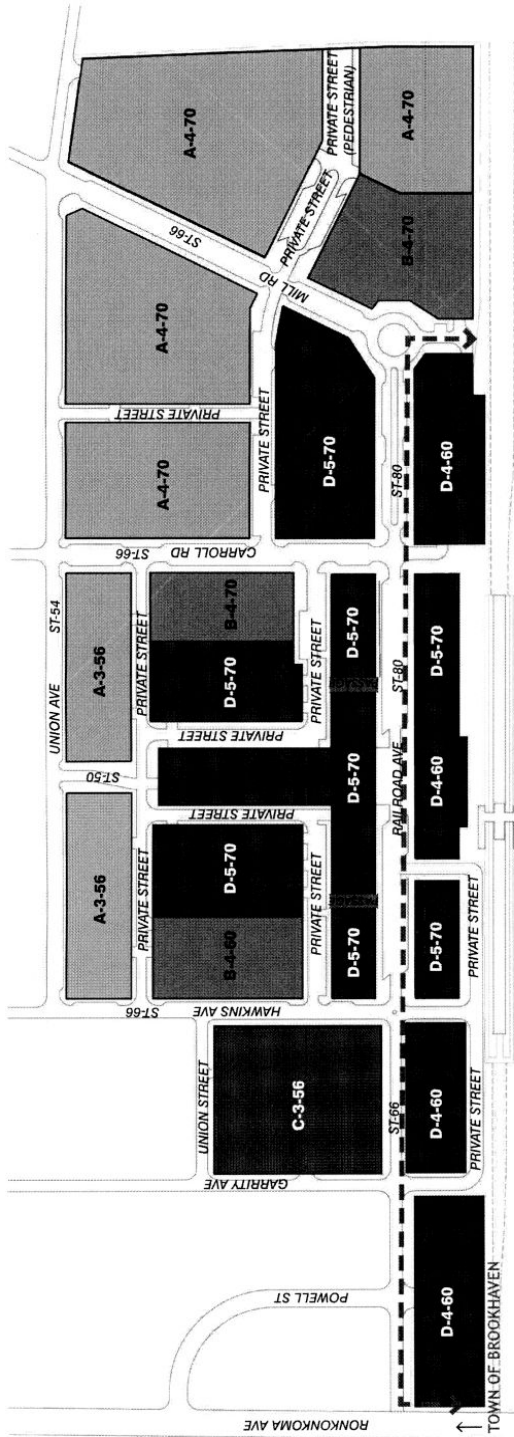 UNION AVE
ST-54
A-3-56
ST-50
A-3-56
A-4-70
PRIVATE STREET
A-4-70
ST-66
A-4-70
ST-66
PRIVATE STREET
PRIVATE STREET
ST-66
CARROLL RD
HAWKINS AVE
B-4-60
D-5-70
PRIVATE STREET
PRIVATE STREET
D-5-70
B-4-70
PRIVATE STREET
MILL RD
PRIVATE STREET
PRIVATE STREET
(PEDESTRIAN)
UNION STREET
C-3-56
GARRITY AVE
POWELL ST
RONKONKOMA AVE
PRIVATE STREET
PRIVATE STREET
D-5-70
PASSAGE
D-5-70
PASSAGE
D-5-70
D-5-70
B-4-70
A-4-70
ST-66
RAILROAD AVE
ST-80
ST-80
D-4-60
D-4-60
D-5-70
D-4-60
D-5-70
D-4-60
PRIVATE STREET
PRIVATE STREET
TOWN OF BROOKHAVEN